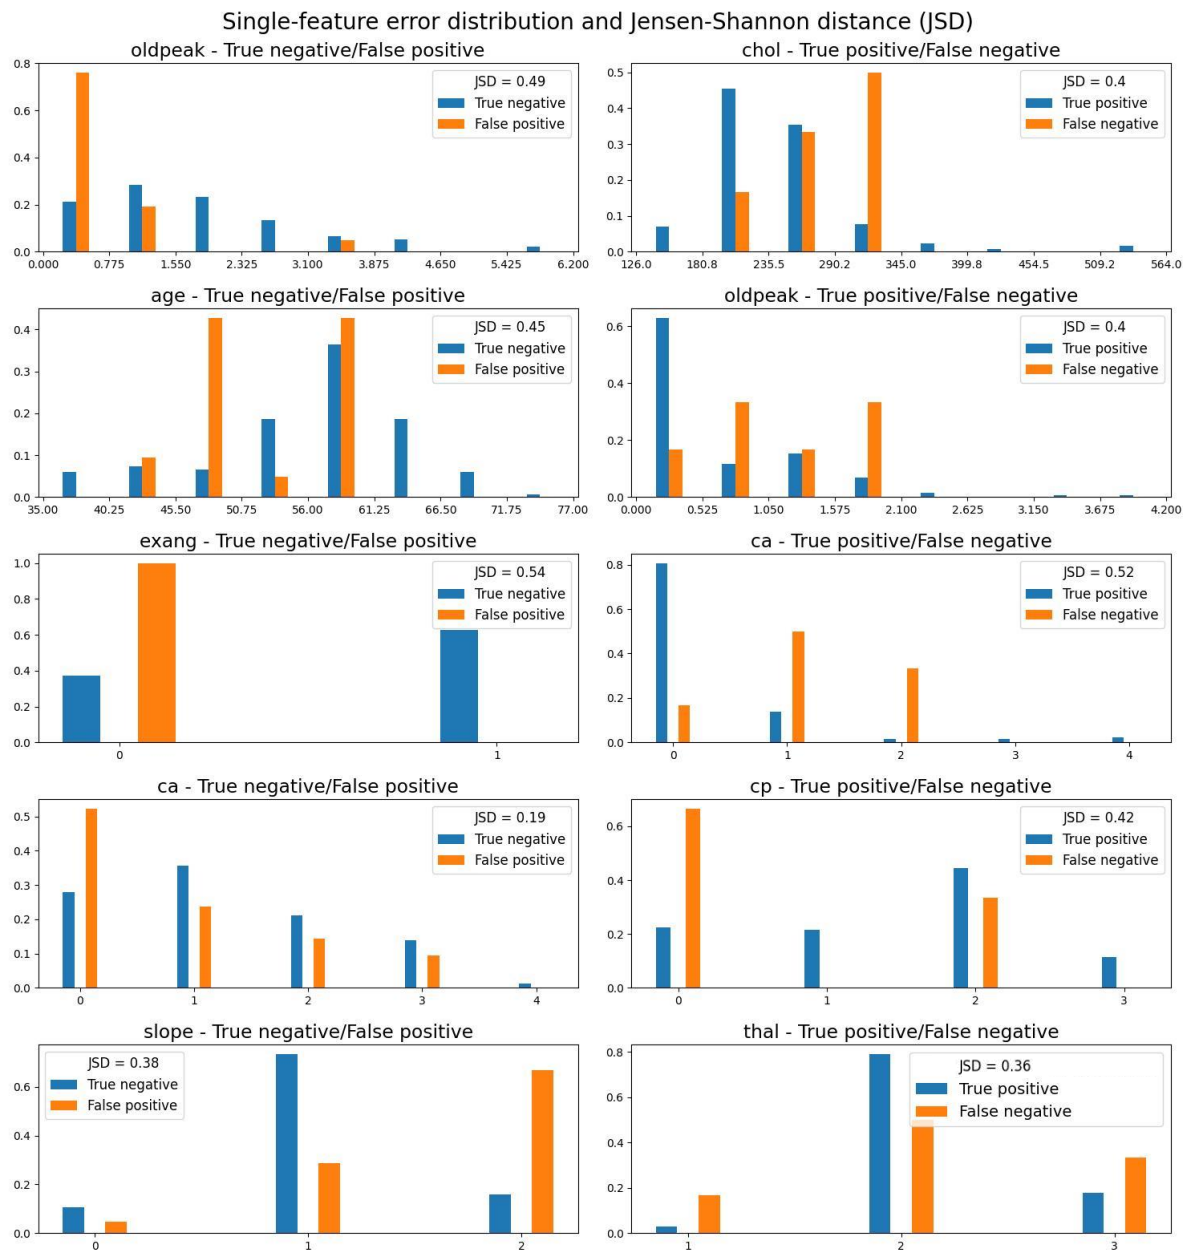 Single-feature error distribution and Jensen-Shannon distance (JSD)
oldpeak - True negative/False positive
JSD = 0.49
True negative
False positive
0.8
0.6
0.4
0.2
0.0
0.000 0.775 1.550 2.325 3.100 3.875 4.650 5.425 6.200
chol - True positive/False negative
JSD = 0.4
True positive
False negative
0.5
0.4
0.3
0.2
0.1
0.0
126.0 180.8 235.5 290.2 345.0 399.8 454.5 509.2 564.0
age - True negative/False positive
JSD = 0.45
True negative
False positive
0.4
0.3
0.2
0.1
0.0
35.00 40.25 45.50 50.75 56.00 61.25 66.50 71.75 77.00
oldpeak - True positive/False negative
JSD = 0.4
True positive
False negative
0.6
0.4
0.2
0.0
0.000 0.525 1.050 1.575 2.100 2.625 3.150 3.675 4.200
exang - True negative/False positive
JSD = 0.54
True negative
False positive
1.0
0.8
0.6
0.4
0.2
0.0
0 1
ca - True positive/False negative
JSD = 0.52
True positive
False negative
0.8
0.6
0.4
0.2
0.0
0 1 2 3 4
ca - True negative/False positive
JSD = 0.19
True negative
False positive
0.5
0.4
0.3
0.2
0.1
0.0
0 1 2 3 4
cp - True positive/False negative
JSD = 0.42
True positive
False negative
0.6
0.4
0.2
0.0
0 1 2 3
slope - True negative/False positive
JSD = 0.38
True negative
False positive
0.6
0.4
0.2
0.0
0 1 2
thal - True positive/False negative
JSD = 0.36
True positive
False negative
0.8
0.6
0.4
0.2
0.0
1 2 3